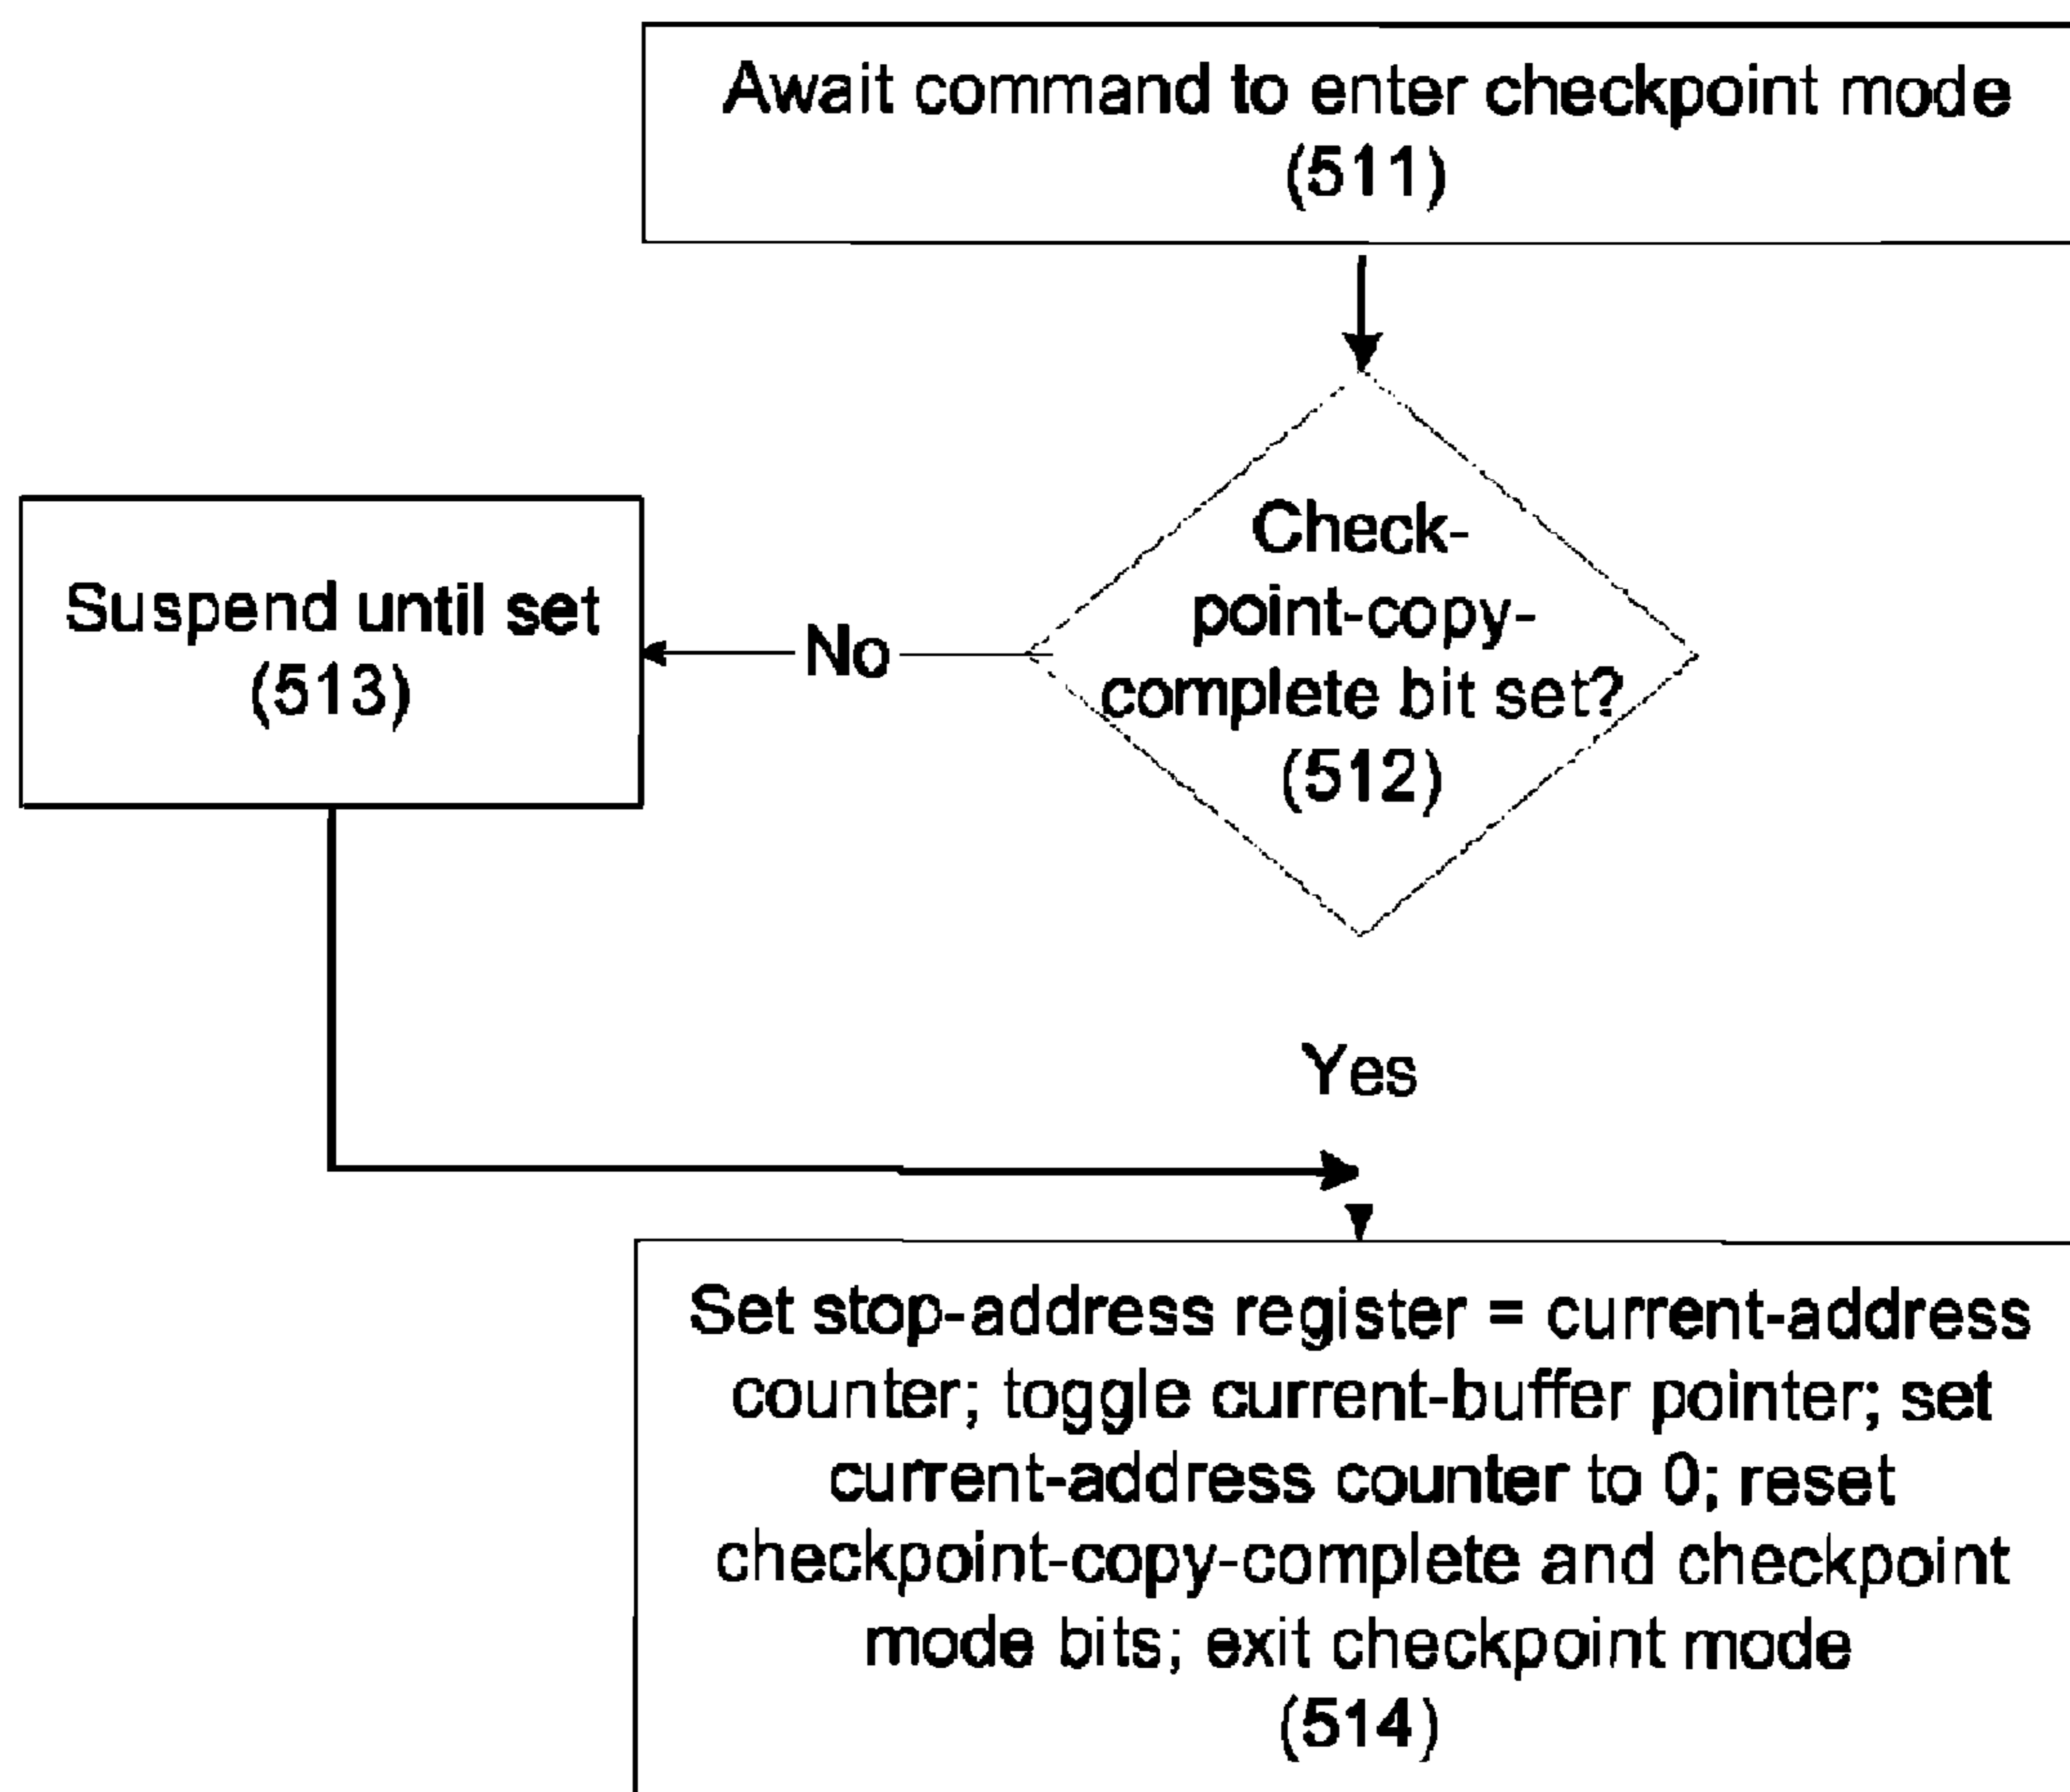 Await command to enter checkpoint mode
(511)
Check-
point-copy-
complete bit set?
(512)
No
Suspend until set
(513)
Yes
Set stop-address register = current-address
counter; toggle current-buffer pointer; set
current-address counter to 0; reset
checkpoint-copy-complete and checkpoint
mode bits; exit checkpoint mode
(514)